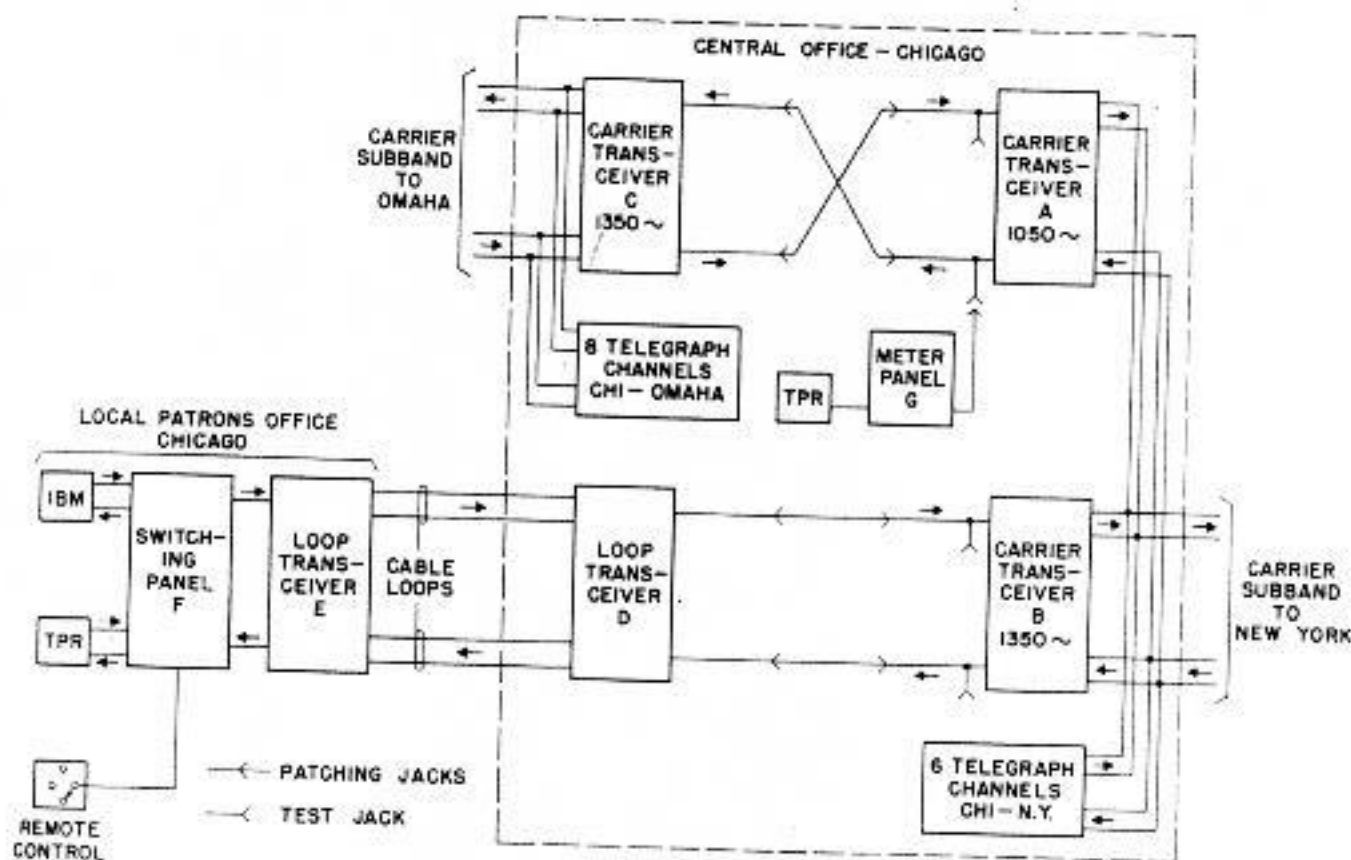 CENTRAL OFFICE – CHICAGO
CARRIER
SUBBAND
TO
OMAHA
CARRIER
TRANS–
CEIVER
C
1350 ~
CARRIER
TRANS–
CEIVER
A
1050 ~
8 TELEGRAPH
CHANNELS
CHI – OMAHA
TPR
METER
PANEL
G
LOCAL PATRONS OFFICE
CHICAGO
IBM
TPR
SWITCH–
ING
PANEL
F
LOOP
TRANS–
CEIVER
E
CABLE
LOOPS
LOOP
TRANS–
CEIVER
D
CARRIER
TRANS–
CEIVER
B
1350 ~
CARRIER
SUBBAND
TO
NEW YORK
6 TELEGRAPH
CHANNELS
CHI – N.Y.
REMOTE
CONTROL
PATCHING JACKS
TEST JACK